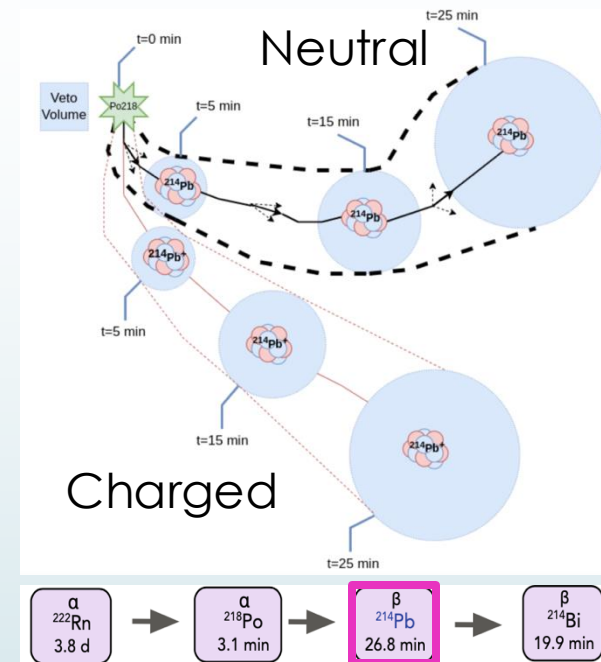 t=25 min
Neutral
t=0 min
Veto
Volume
Po218
t=5 min
t=15 min
²¹⁴Pb
²¹⁴Pb
²¹⁴Pb
²¹⁴Pb⁺
t=5 min
²¹⁴Pb⁺
t=15 min
²¹⁴Pb⁺
Charged
t=25 min
α
²²²Rn
3.8 d
α
²¹⁸Po
3.1 min
β
²¹⁴Pb
26.8 min
β
²¹⁴Bi
19.9 min